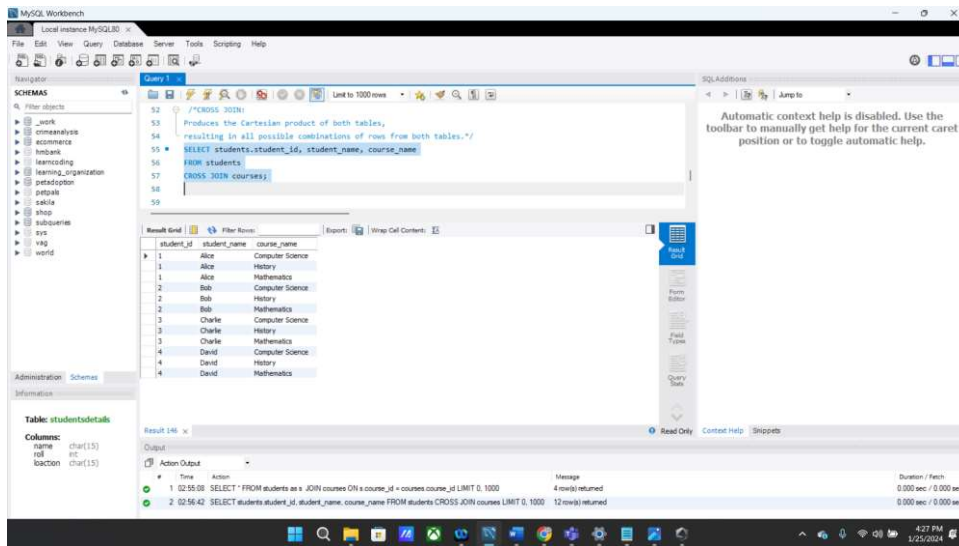 MySQL Workbench
Local instance MySQL80
File Edit View Query Database Server Tools Scripting Help
Navigator
SCHEMAS
Filter objects
_work
crimeanalysis
ecommerce
hmbank
learncoding
learning_organization
petadoption
petpals
sakila
shop
subqueries
sys
vag
world
Administration Schemas
Information
Table: studentsdetails
Columns:
name char(15)
roll int
loaction char(15)
Query 1
Limit to 1000 rows
52 /*CROSS JOIN:
53 Produces the Cartesian product of both tables,
54 resulting in all possible combinations of rows from both tables.*/
55 SELECT students.student_id, student_name, course_name
56 FROM students
57 CROSS JOIN courses;
58
59
Result Grid Filter Rows: Export: Wrap Cell Content:
student_id student_name course_name
1 Alice Computer Science
1 Alice History
1 Alice Mathematics
2 Bob Computer Science
2 Bob History
2 Bob Mathematics
3 Charlie Computer Science
3 Charlie History
3 Charlie Mathematics
4 David Computer Science
4 David History
4 David Mathematics
Result Grid
Form Editor
Field Types
Query Stats
Result 146
Read Only
Output
Action Output
# Time Action Message Duration / Fetch
1 02:55:08 SELECT * FROM students as s JOIN courses ON s.course_id = courses.course_id LIMIT 0, 1000 4 row(s) returned 0.000 sec / 0.000 se
2 02:56:42 SELECT students.student_id, student_name, course_name FROM students CROSS JOIN courses LIMIT 0, 1000 12 row(s) returned 0.000 sec / 0.000 se
SQLAdditions
Jump to
Automatic context help is disabled. Use the
toolbar to manually get help for the current caret
position or to toggle automatic help.
Context Help Snippets
4:27 PM
1/25/2024